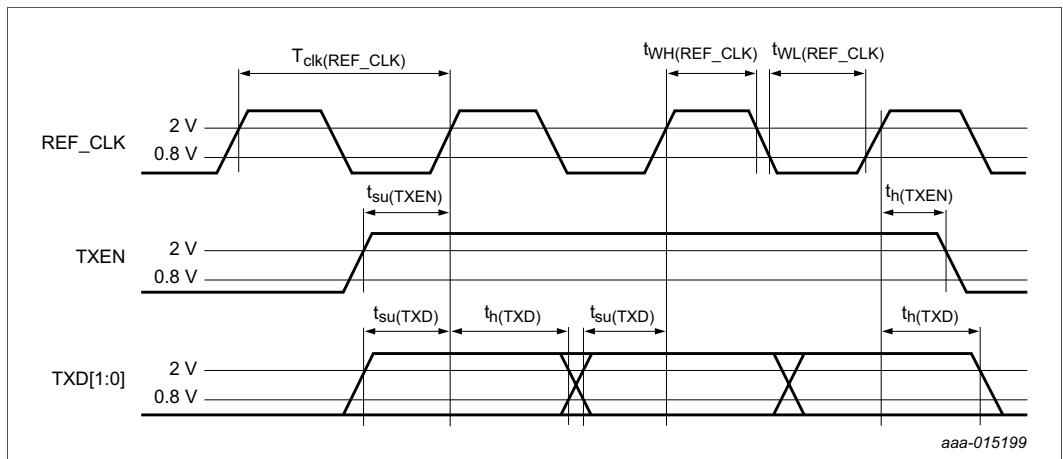 Tclk(REF_CLK)
tWH(REF_CLK)
tWL(REF_CLK)
REF_CLK
2 V
0.8 V
tsu(TXEN)
th(TXEN)
TXEN
2 V
0.8 V
tsu(TXD)
th(TXD)
tsu(TXD)
th(TXD)
TXD[1:0]
2 V
0.8 V
aaa-015199